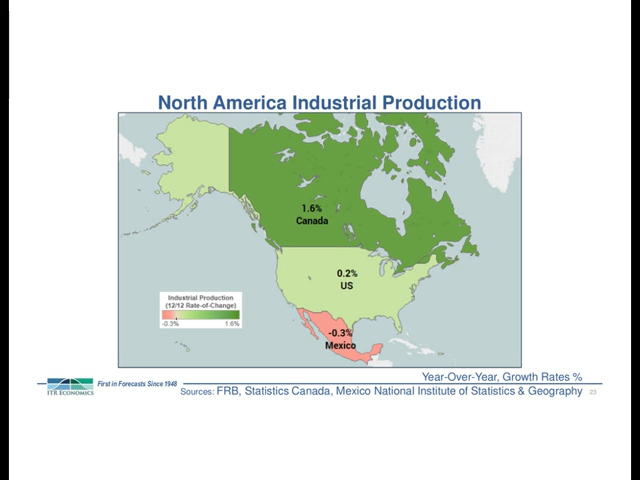 North America Industrial Production
1.6%
Canada
0.2%
US
Industrial Production
(12/12 Rate-of-Change)
-0.3%
1.6%
-0.3%
Mexico
Year-Over-Year, Growth Rates %
ITR ECONOMICS
First in Forecasts Since 1948
Sources: FRB, Statistics Canada, Mexico National Institute of Statistics & Geography
23